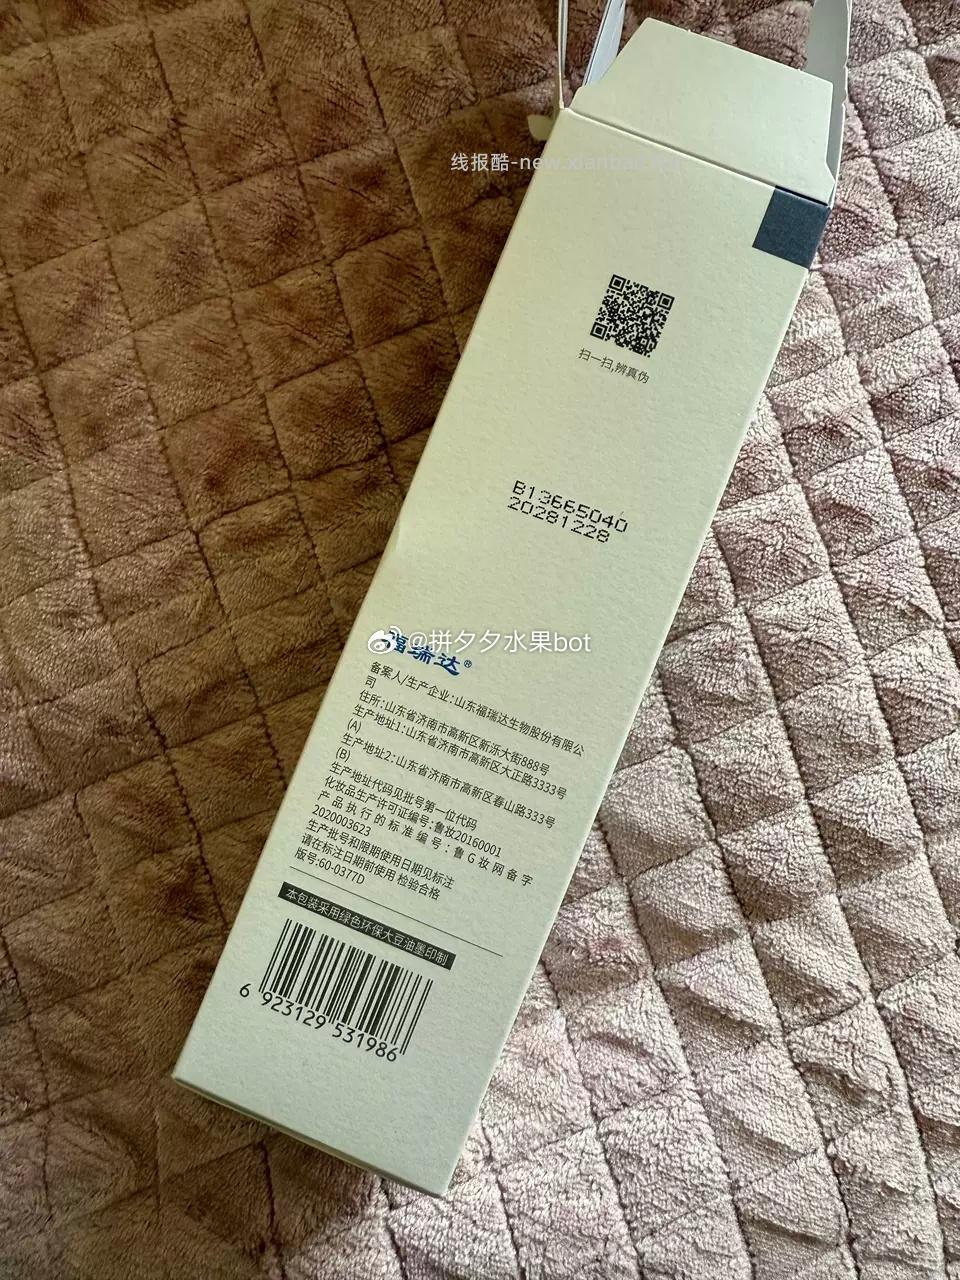 线报酷-new.xianbao.fun
扫一扫,辨真伪
B13665040
20281228
@拼夕夕水果bot
福瑞达®
备案人/生产企业:山东福瑞达生物股份有限公
司
住所:山东省济南市高新区新泺大街888号
生产地址1:山东省济南市高新区大正路3333号
(A)
生产地址2:山东省济南市高新区春山路333号
(B)
生产地址代码见批号第一位代码
化妆品生产许可证编号:鲁妆20160001
产品执行的标准编号:鲁G妆网备字
2020003623
生产批号和限期使用日期见标注
请在标注日期前使用 检验合格
版号:60-0377D
本包装采用绿色环保大豆油墨印制
6 923129 531986